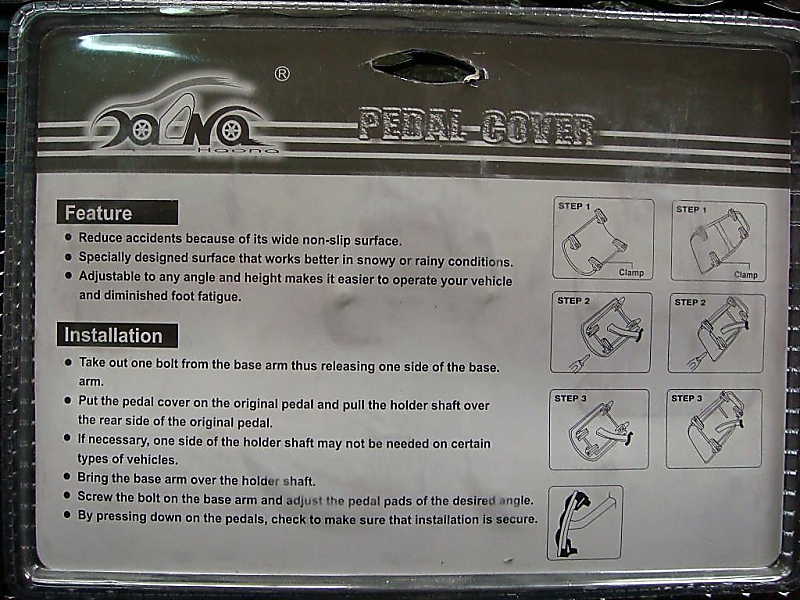 ®
Haona
PEDAL COVER
Feature
● Reduce accidents because of its wide non-slip surface.
● Specially designed surface that works better in snowy or rainy conditions.
● Adjustable to any angle and height makes it easier to operate your vehicle
and diminished foot fatigue.
Installation
● Take out one bolt from the base arm thus releasing one side of the base.
arm.
● Put the pedal cover on the original pedal and pull the holder shaft over
the rear side of the original pedal.
● If necessary, one side of the holder shaft may not be needed on certain
types of vehicles.
● Bring the base arm over the holder shaft.
● Screw the bolt on the base arm and adjust the pedal pads of the desired angle.
● By pressing down on the pedals, check to make sure that installation is secure.
STEP 1
Clamp
STEP 1
Clamp
STEP 2
STEP 2
STEP 3
STEP 3